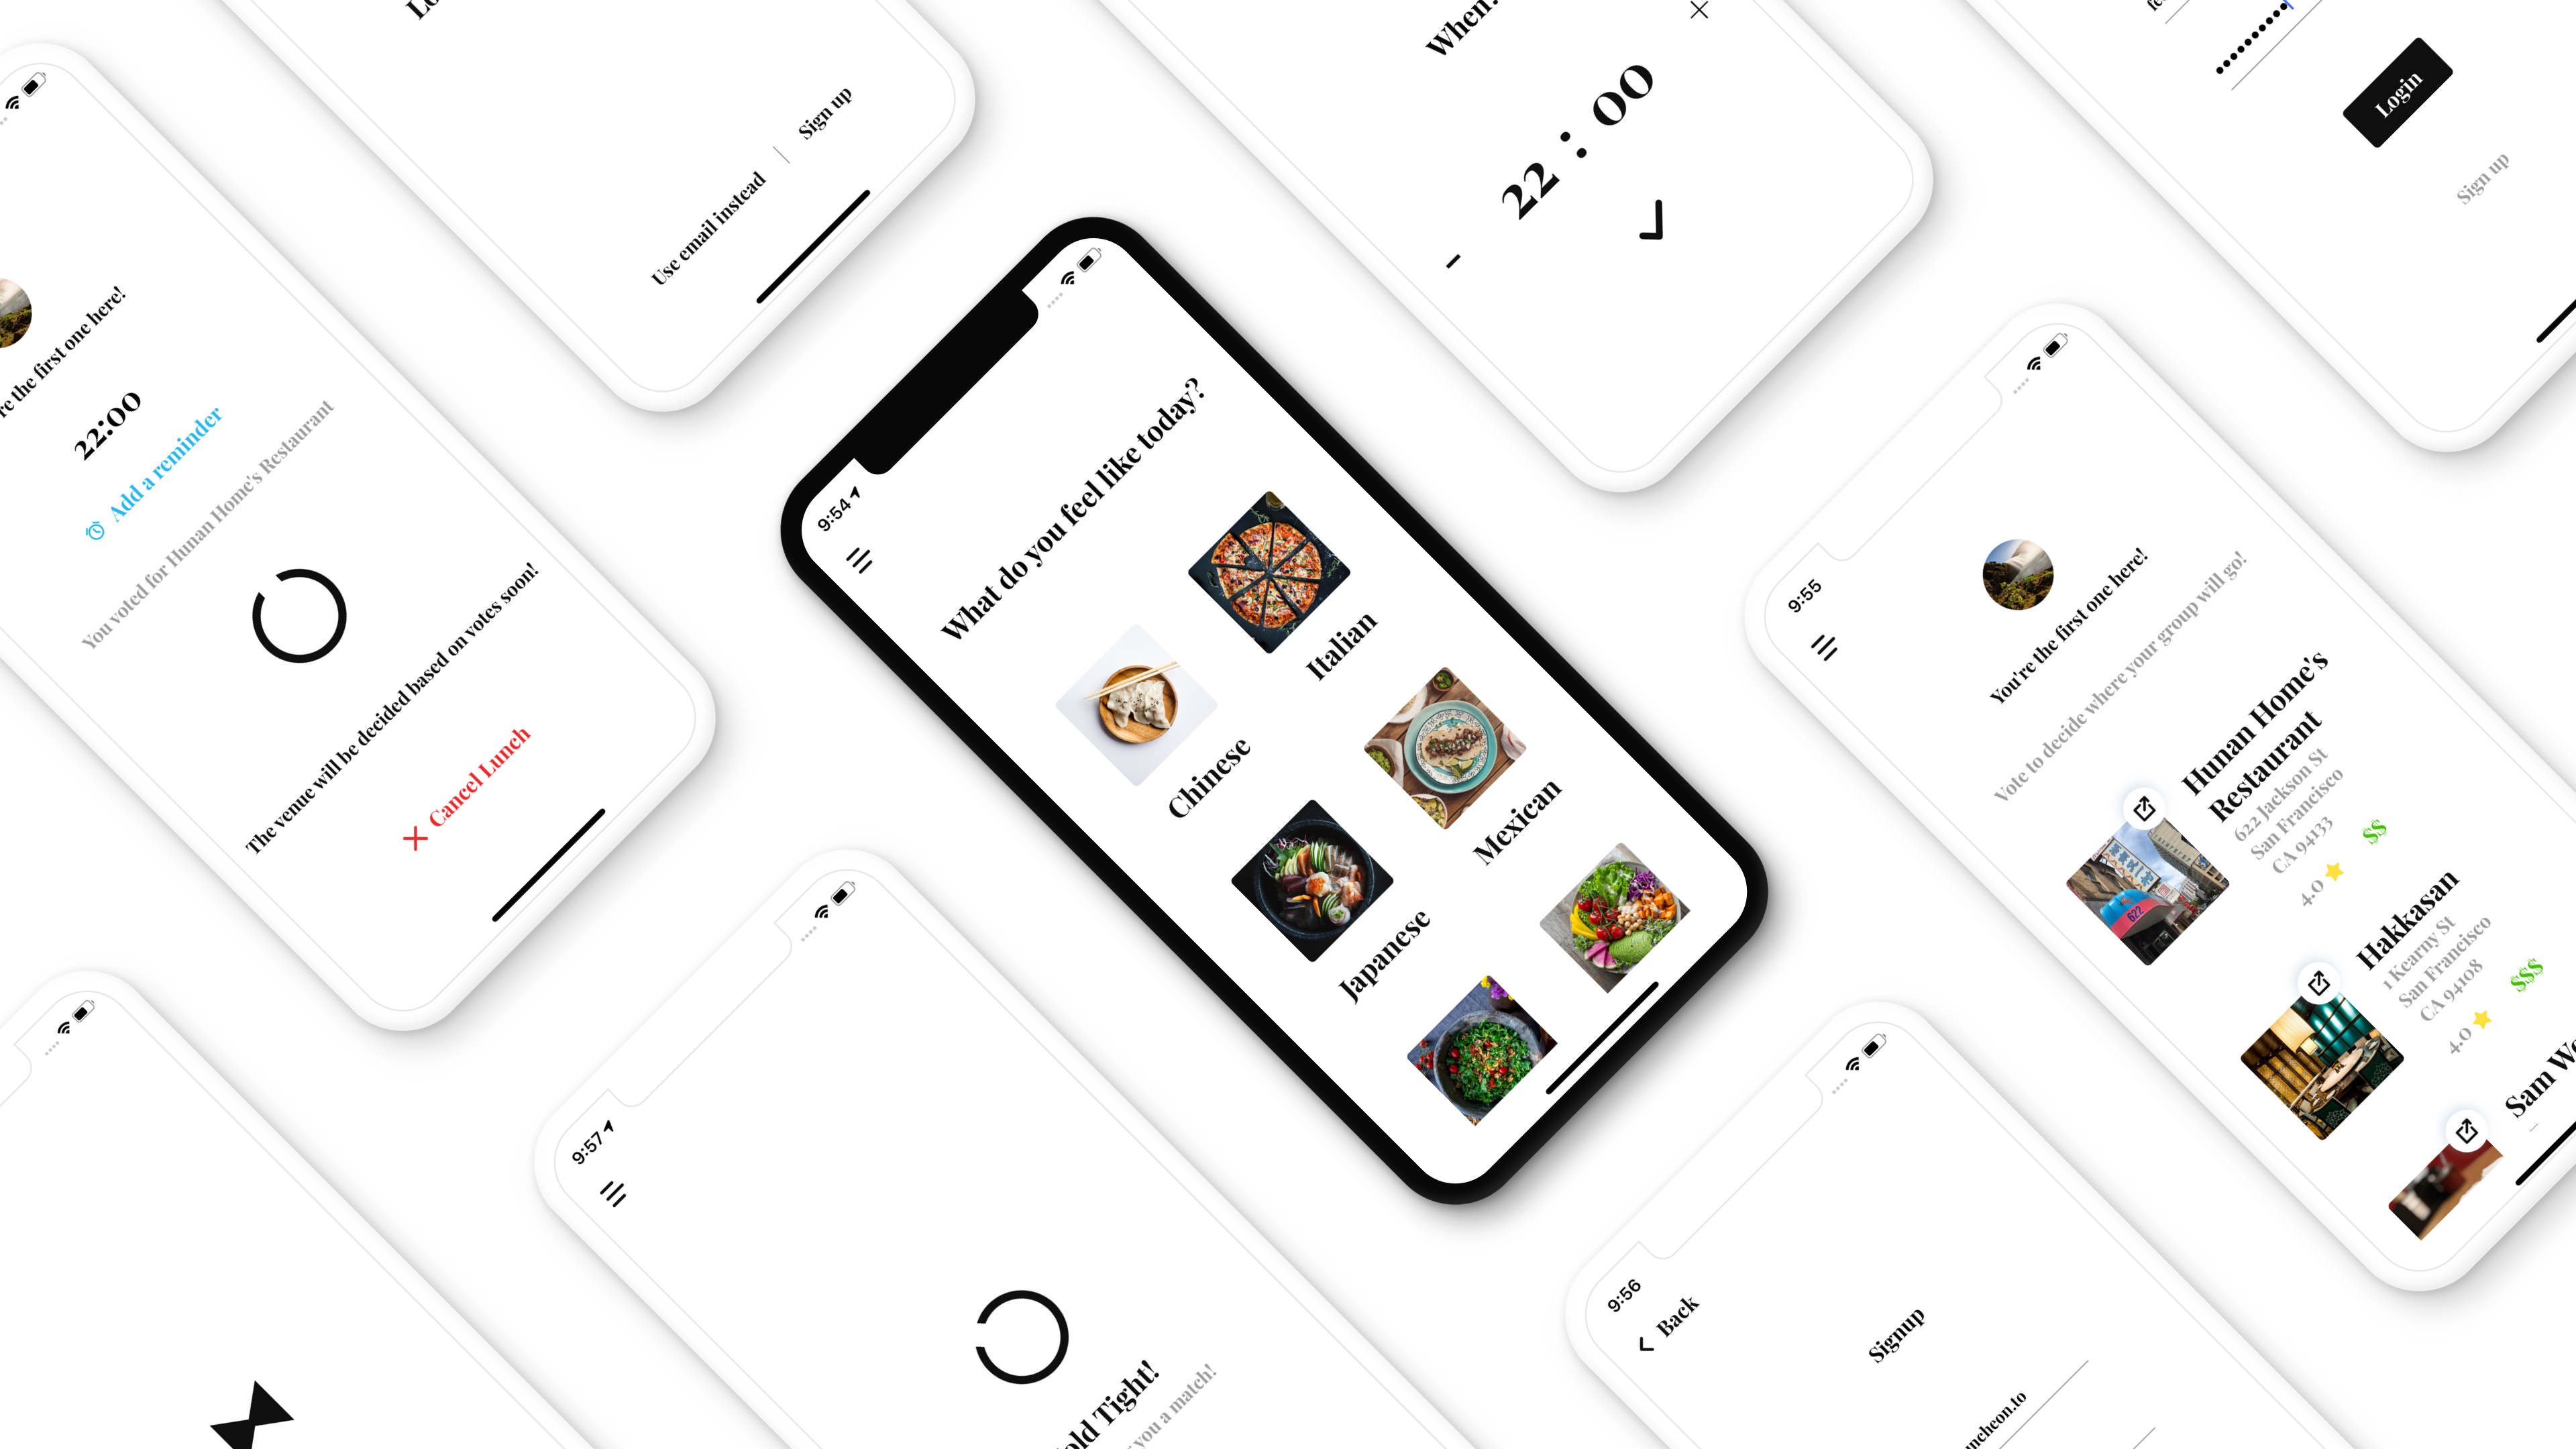 re the first one here!
22:00
Add a reminder
You voted for Hunan Home's Restaurant
The venue will be decided based on votes soon!
Cancel Lunch
Use email instead
Sign up
When?
22 : 00
Login
Sign up
9:54
What do you feel like today?
Chinese
Italian
Japanese
Mexican
9:55
You're the first one here!
Vote to decide where your group will go!
Hunan Home's
Restaurant
622 Jackson St
San Francisco
CA 94133
4.0
$$
622
Hakkasan
1 Kearny St
San Francisco
CA 94108
4.0
$$$
Sam
9:57
old Tight!
you a match!
9:56
Back
Signup
ncheon.to